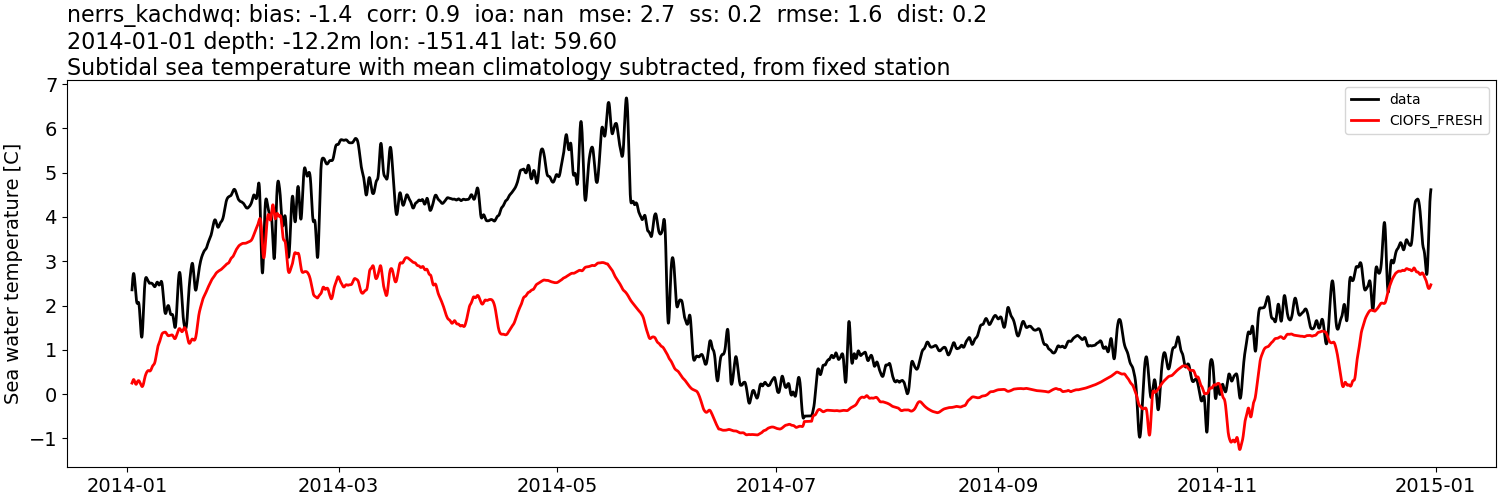 nerrs_kachdwq: bias: -1.4  corr: 0.9  ioa: nan  mse: 2.7  ss: 0.2  rmse: 1.6  dist: 0.2
2014-01-01 depth: -12.2m lon: -151.41 lat: 59.60
Subtidal sea temperature with mean climatology subtracted, from fixed station
Sea water temperature [C]
7
6
5
4
3
2
1
0
−1
data
CIOFS_FRESH
2014-01
2014-03
2014-05
2014-07
2014-09
2014-11
2015-01